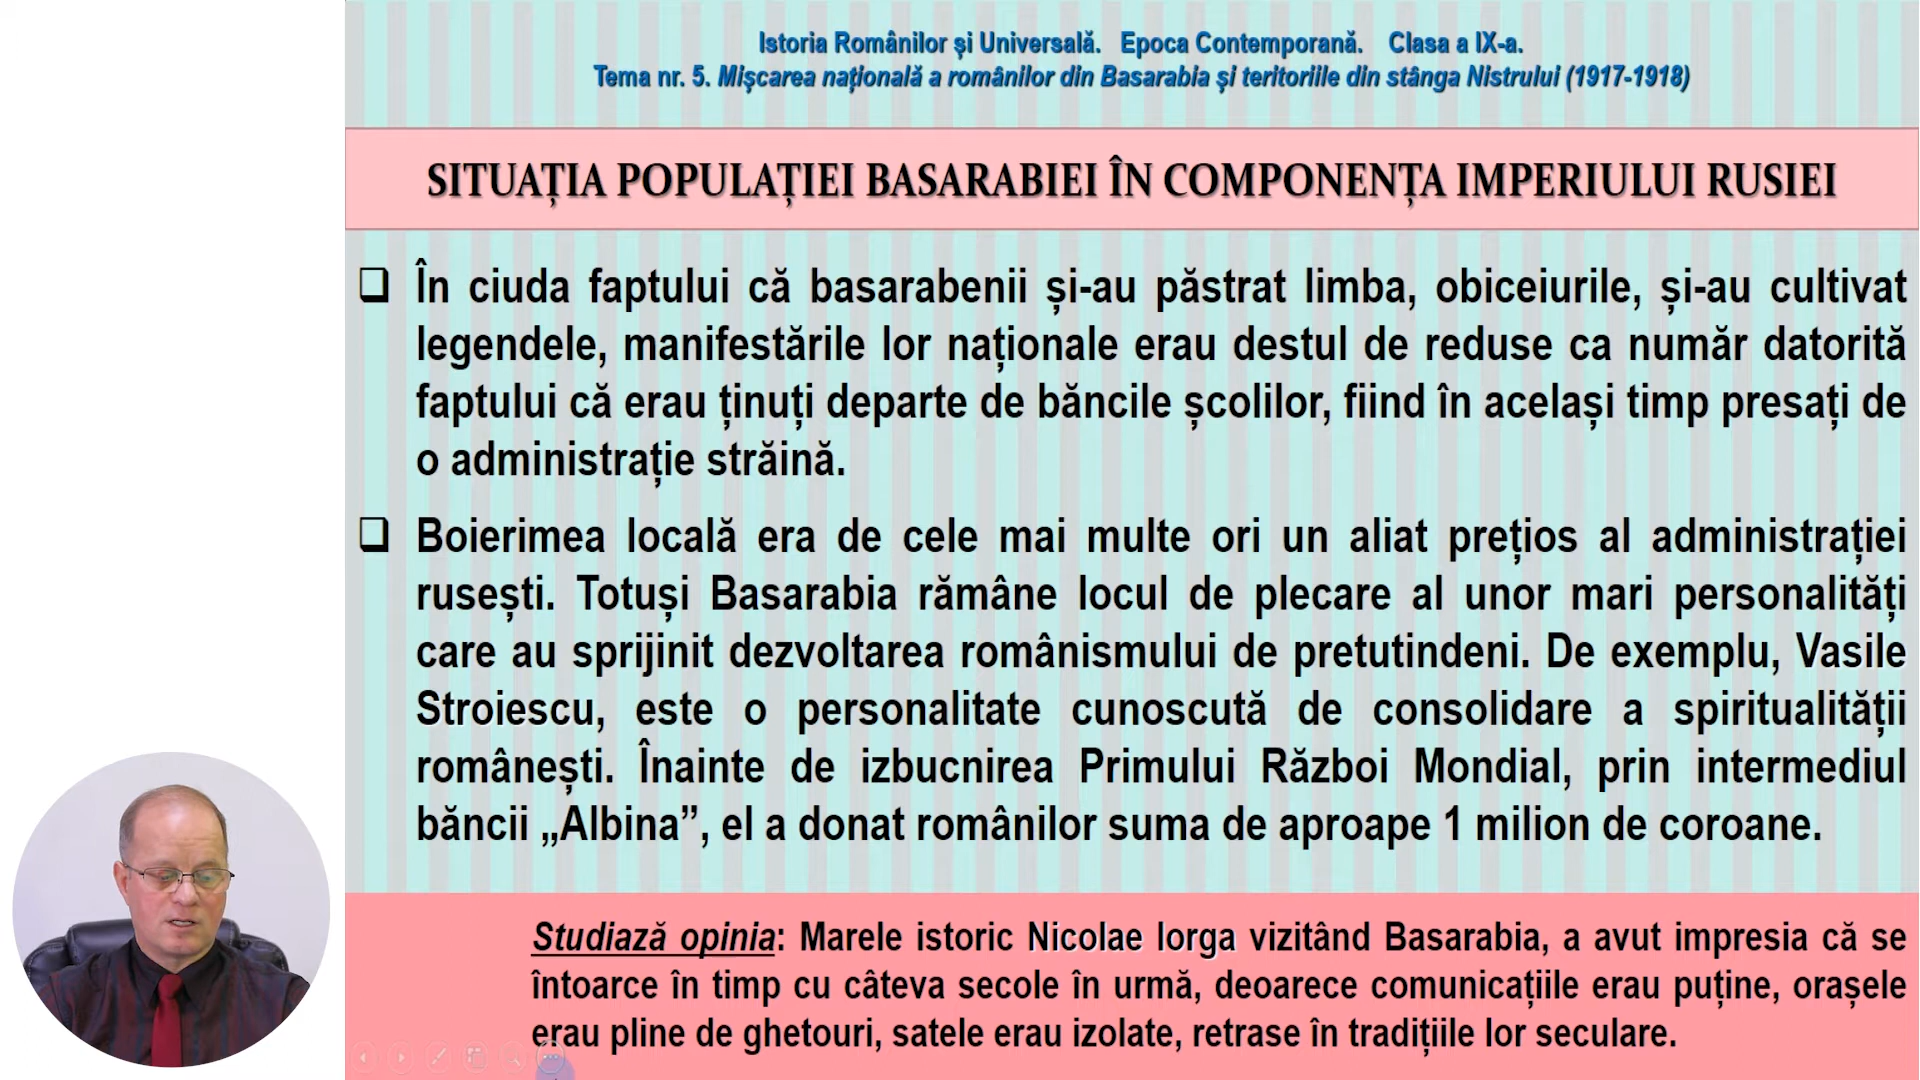 Istoria Românilor și Universală. Epoca Contemporană. Clasa a IX-a.
Tema nr. 5. Mișcarea națională a românilor din Basarabia și teritoriile din stânga Nistrului (1917-1918)
SITUAȚIA POPULAȚIEI BASARABIEI ÎN COMPONENȚA IMPERIULUI RUSIEI
În ciuda faptului că basarabenii și-au păstrat limba, obiceiurile, și-au cultivat
legendele, manifestările lor naționale erau destul de reduse ca număr datorită
faptului că erau ținuți departe de băncile școlilor, fiind în același timp presați de
o administrație străină.
Boierimea locală era de cele mai multe ori un aliat prețios al administrației
rusești. Totuși Basarabia rămâne locul de plecare al unor mari personalități
care au sprijinit dezvoltarea românismului de pretutindeni. De exemplu, Vasile
Stroiescu, este o personalitate cunoscută de consolidare a spiritualității
românești. Înainte de izbucnirea Primului Război Mondial, prin intermediul
băncii „Albina”, el a donat românilor suma de aproape 1 milion de coroane.
Studiază opinia: Marele istoric Nicolae Iorga vizitând Basarabia, a avut impresia că se
întoarce în timp cu câteva secole în urmă, deoarece comunicațiile erau puține, orașele
erau pline de ghetouri, satele erau izolate, retrase în tradițiile lor seculare.